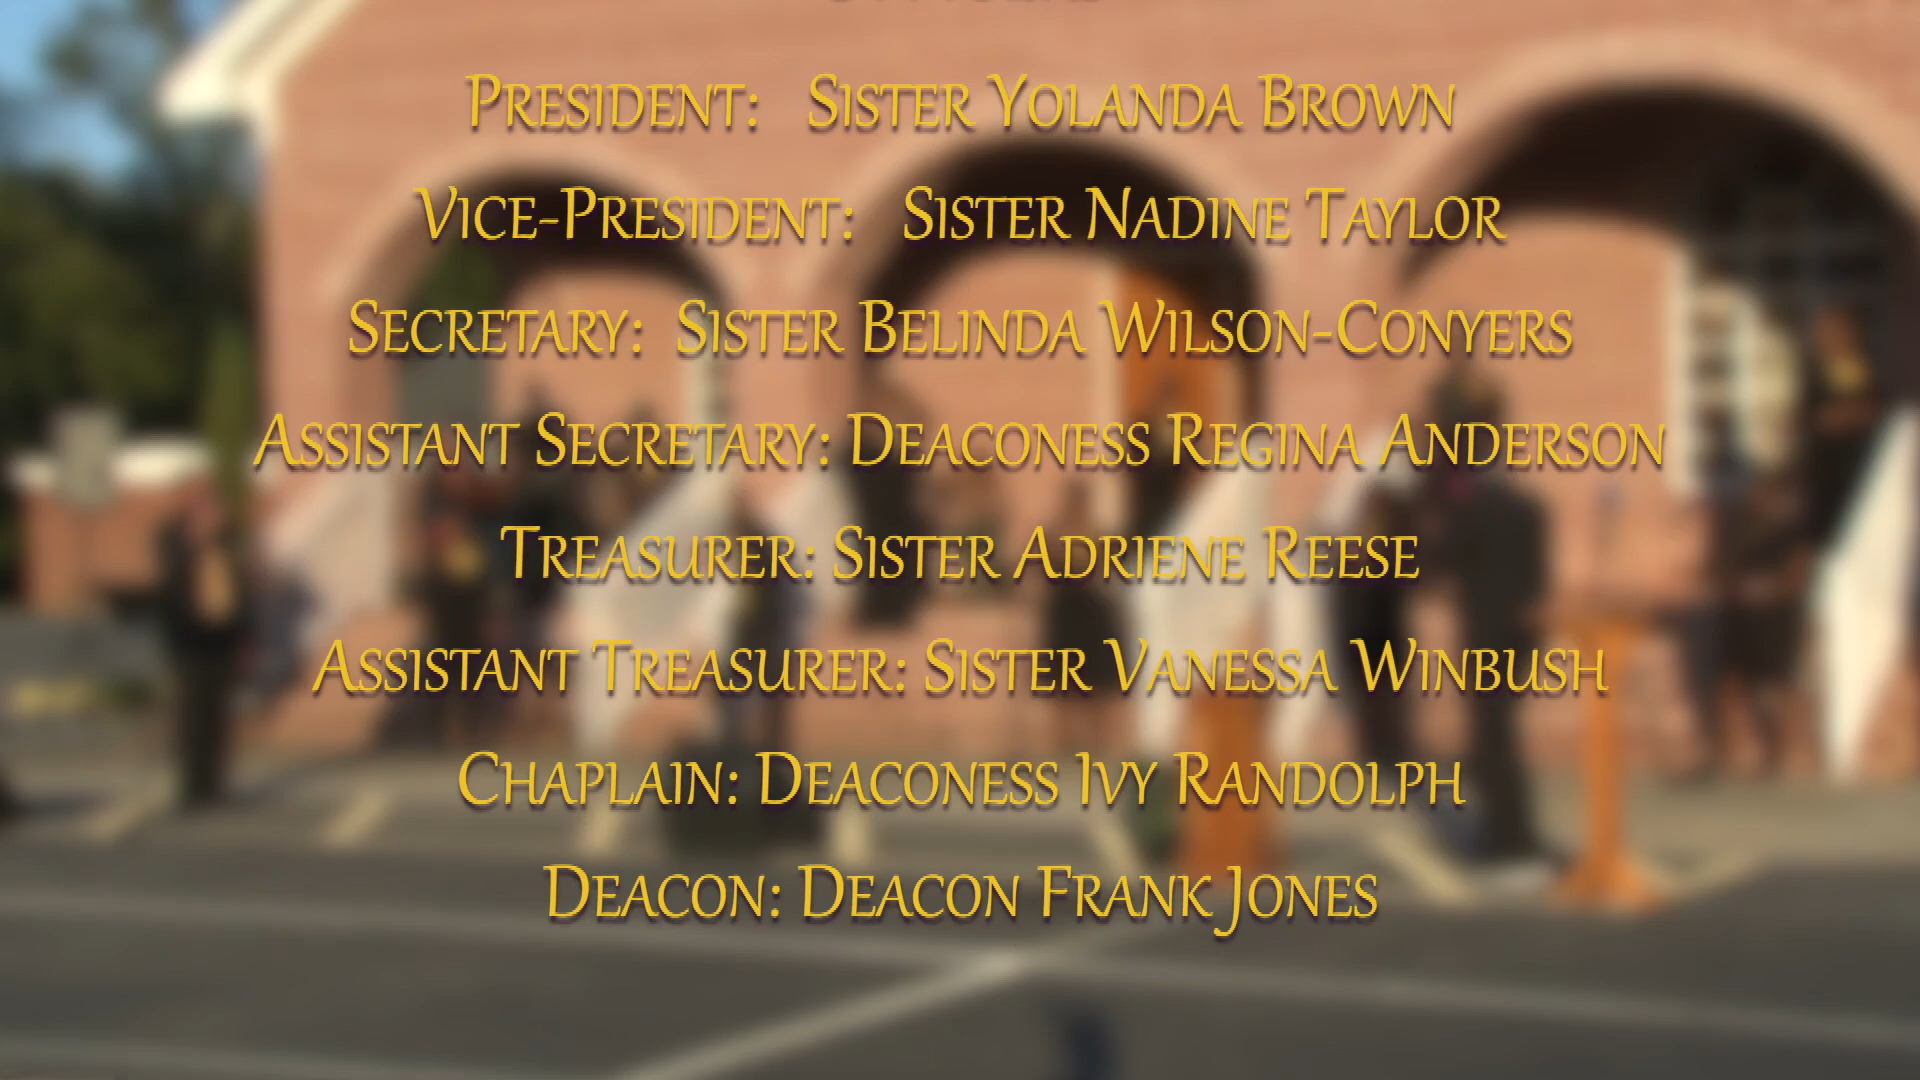 President: Sister Yolanda Brown
Vice-President: Sister Nadine Taylor
Secretary: Sister Belinda Wilson-Conyers
Assistant Secretary: Deaconess Regina Anderson
Treasurer: Sister Adriene Reese
Assistant Treasurer: Sister Vanessa Winbush
Chaplain: Deaconess Ivy Randolph
Deacon: Deacon Frank Jones